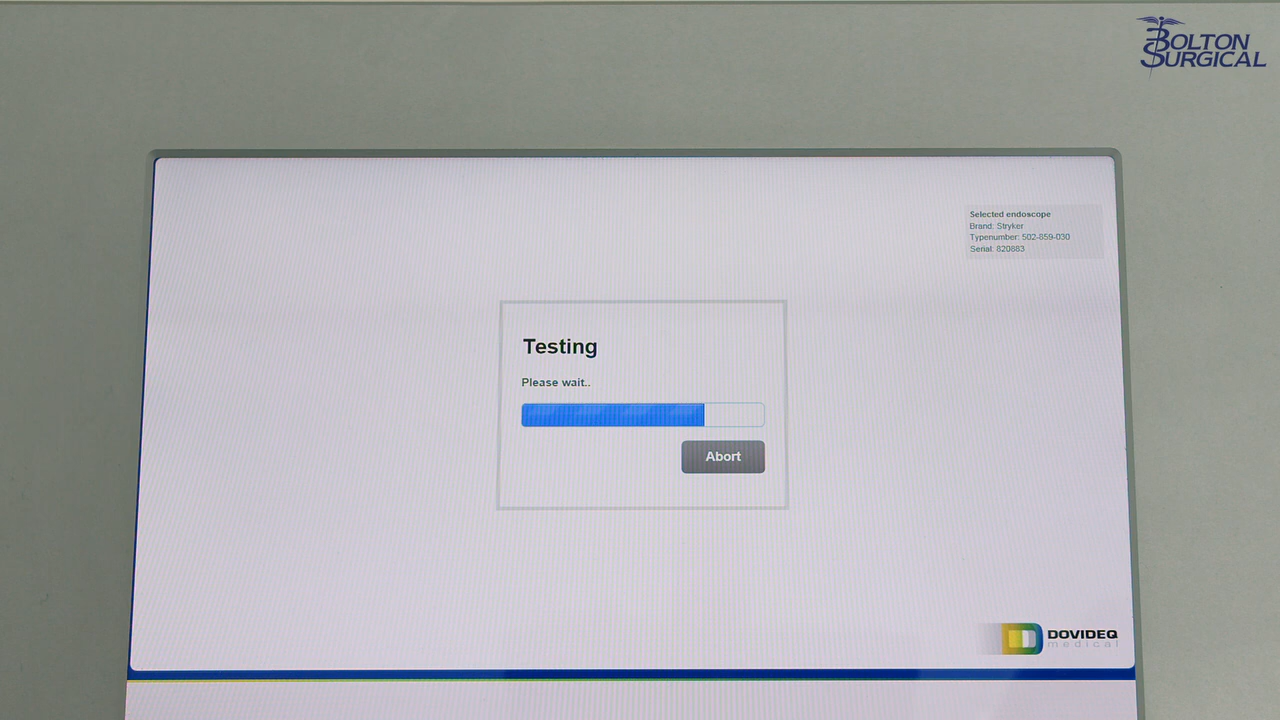 BOLTON
SURGICAL
Selected endoscope
Brand: Stryker
Typenumber: 502-859-030
Serial: 820883
Testing
Please wait..
Abort
DOVIDEQ
medical